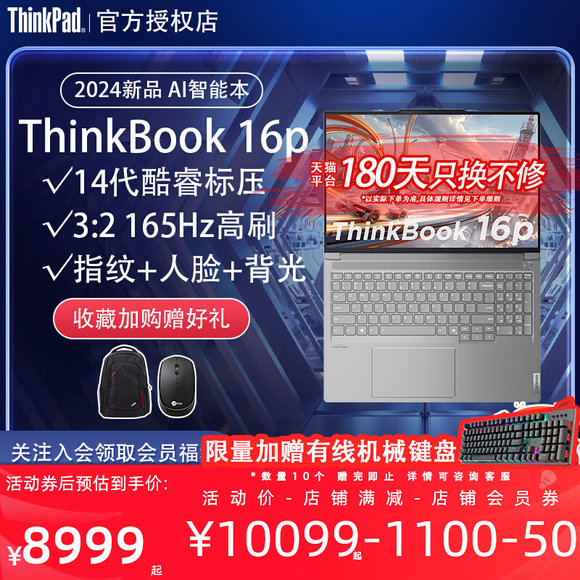 ThinkPad. | 官方授权店
2024新品 AI智能本
ThinkBook 16p
✓14代酷睿标压
✓3:2 165Hz高刷
✓指纹+人脸+背光
收藏加购赠好礼
天猫平台 180天只换不修
*以实际下单为准,具体规则详情见下单细则
ThinkBook 16p
Lenovo
关注入会领取会员福
限量加赠有线机械键盘
*数量10个 赠完即止 详情可咨询客服
活动券后预估到手价:
¥8999起
活动价-店铺满减-店铺会员券
¥10099起-1100-50